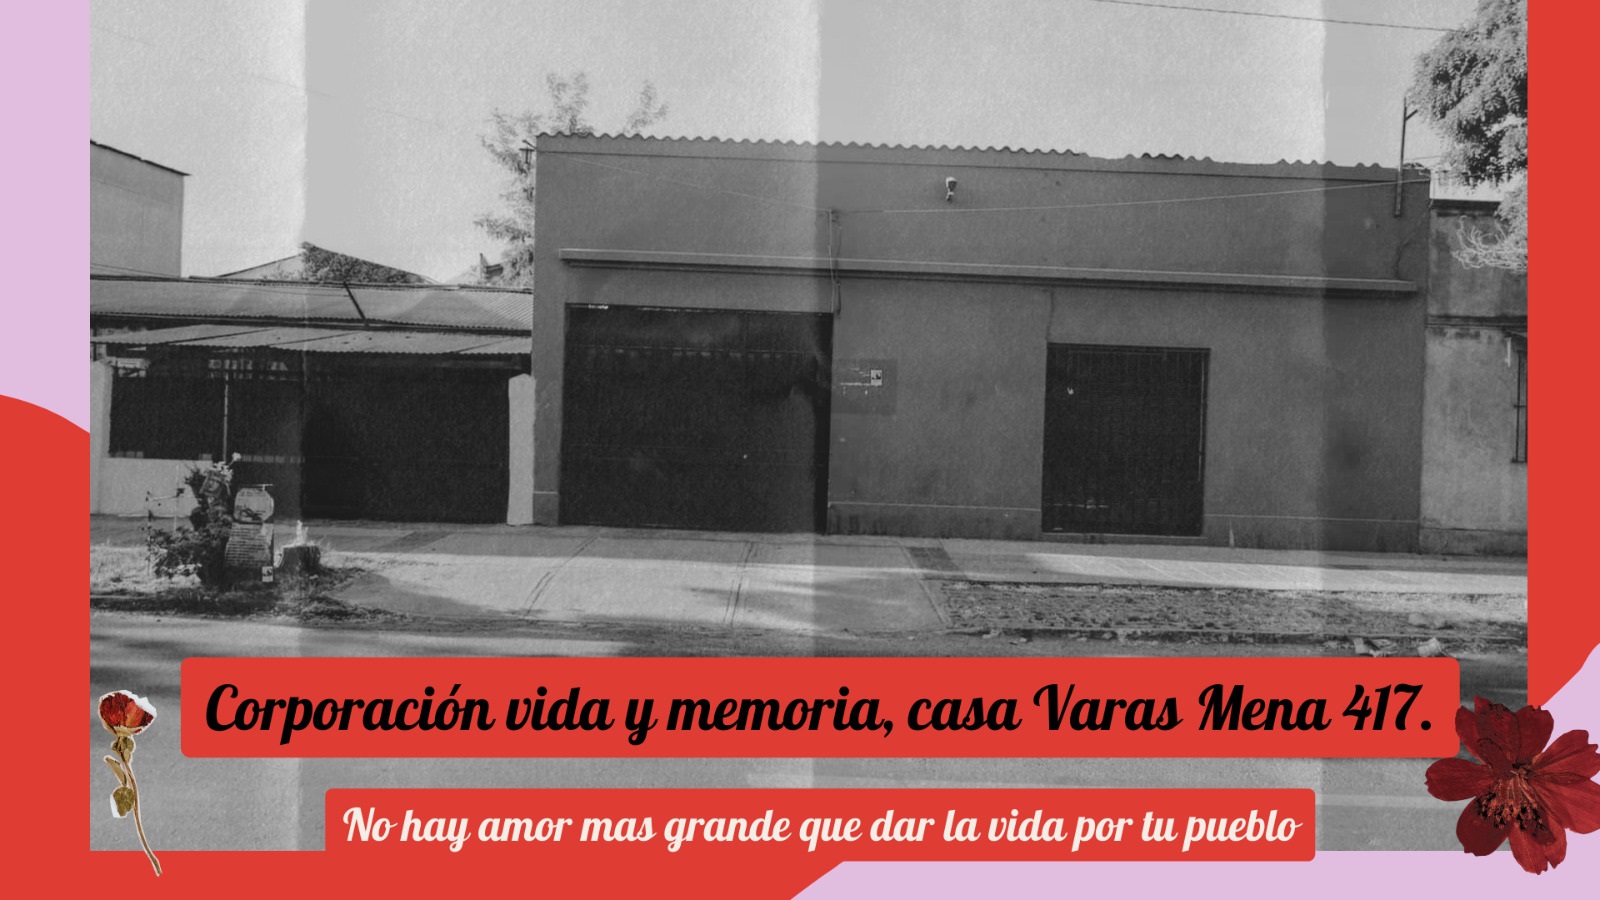 Corporación vida y memoria, casa Varas Mena 417.
No hay amor mas grande que dar la vida por tu pueblo